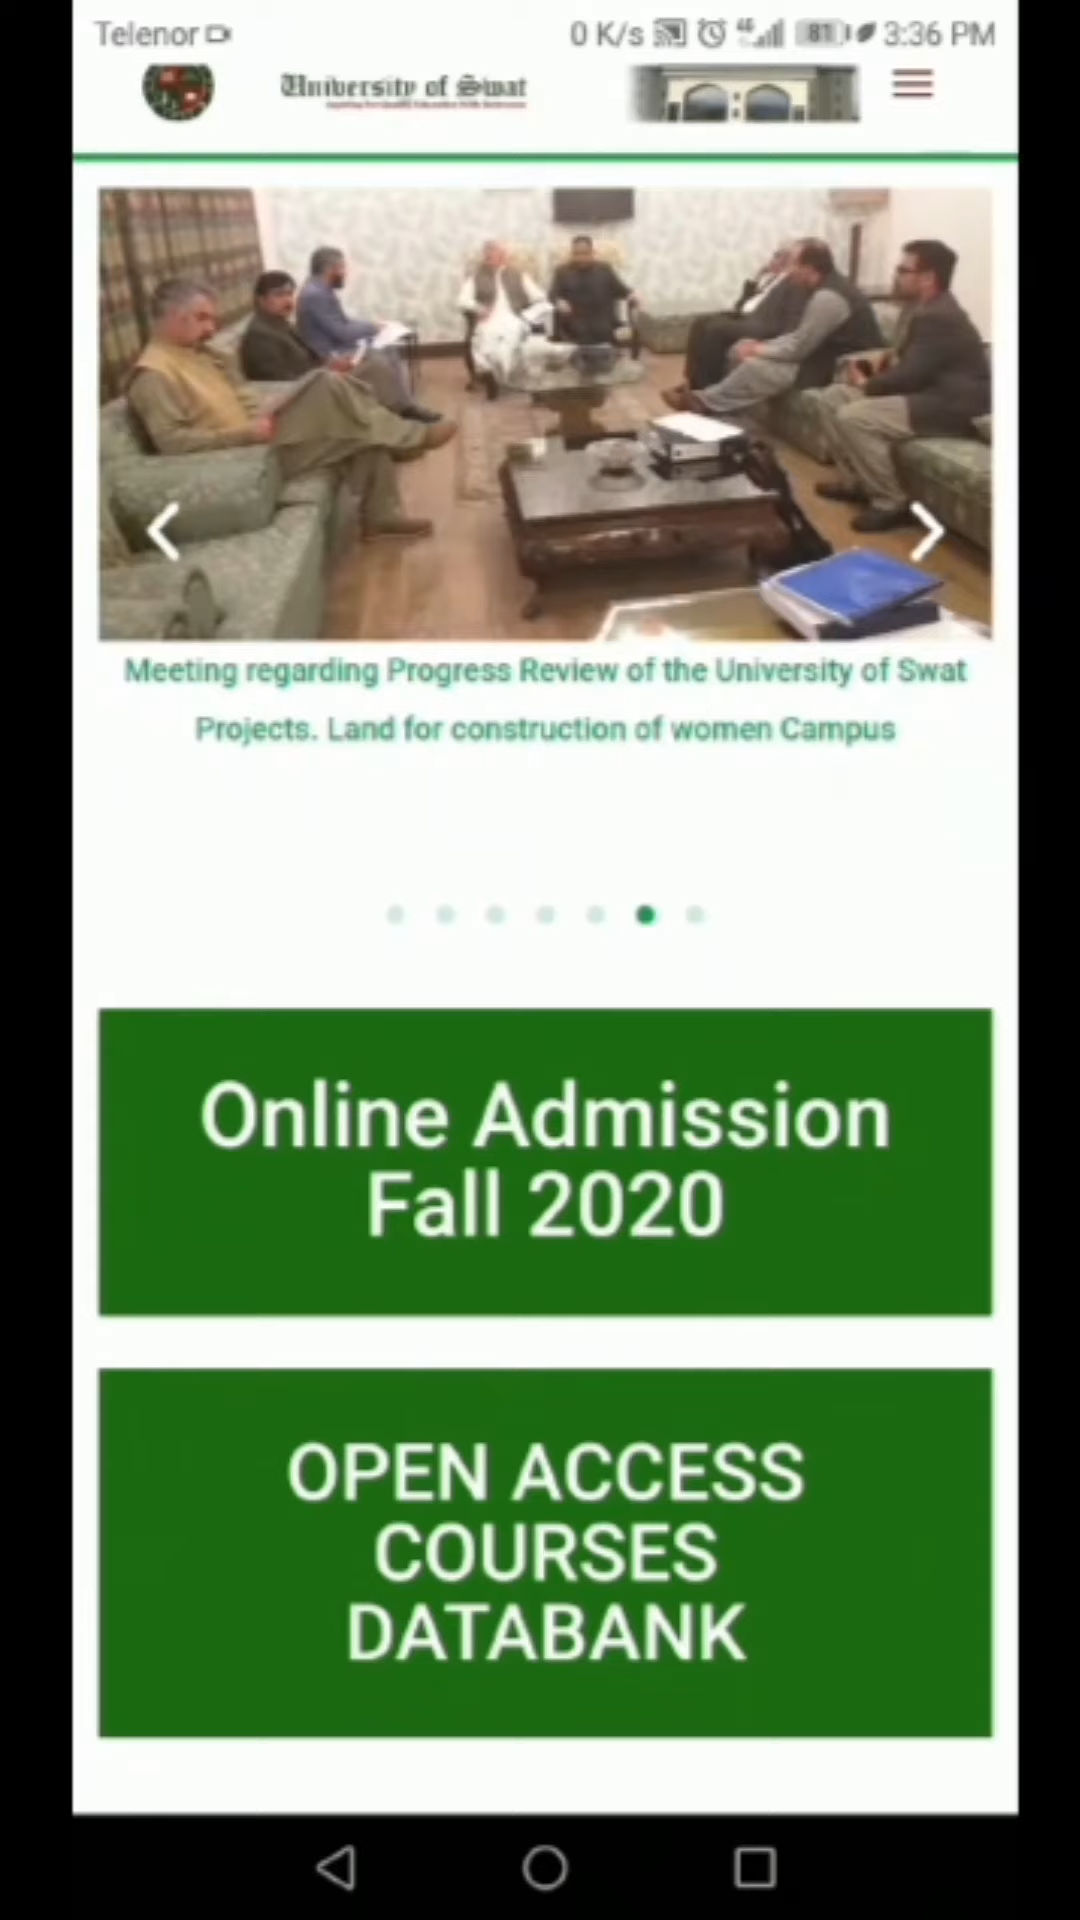 Telenor 0 K/s 4G 81 3:36 PM
University of Swat
Meeting regarding Progress Review of the University of Swat
Projects. Land for construction of women Campus
Online Admission
Fall 2020
OPEN ACCESS
COURSES
DATABANK